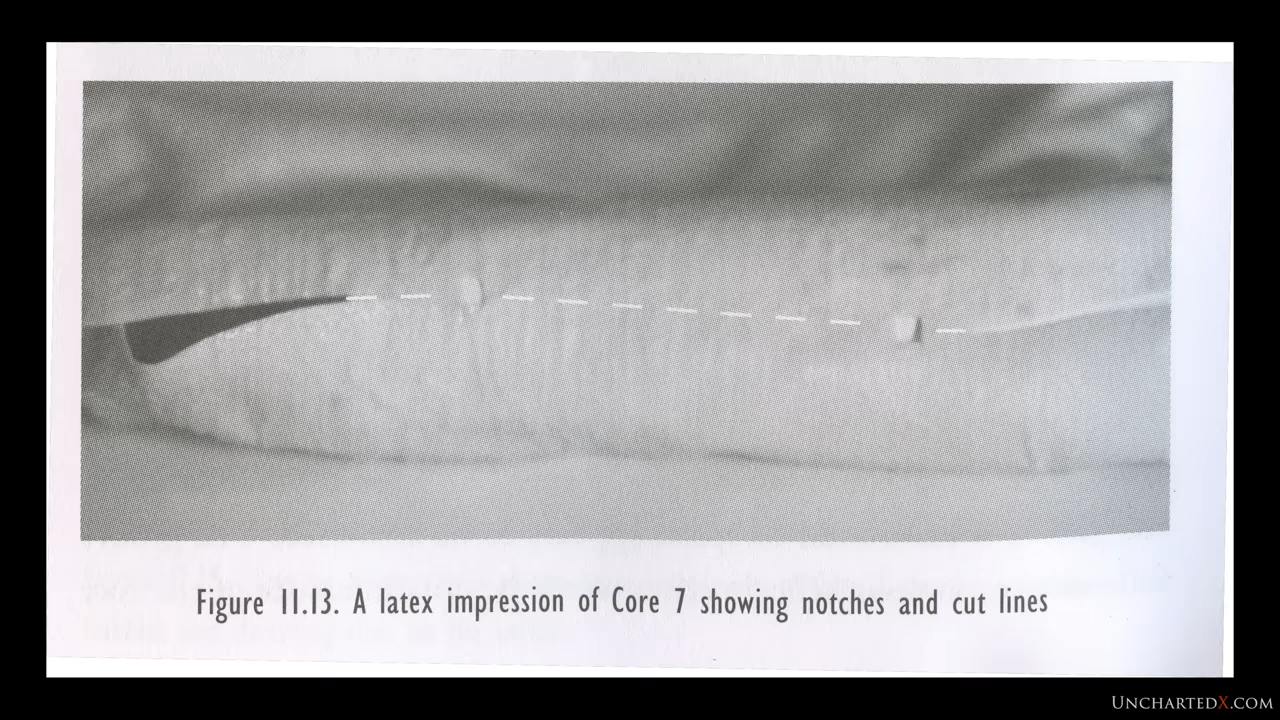 Figure 11.13. A latex impression of Core 7 showing notches and cut lines
UnchartedX.com